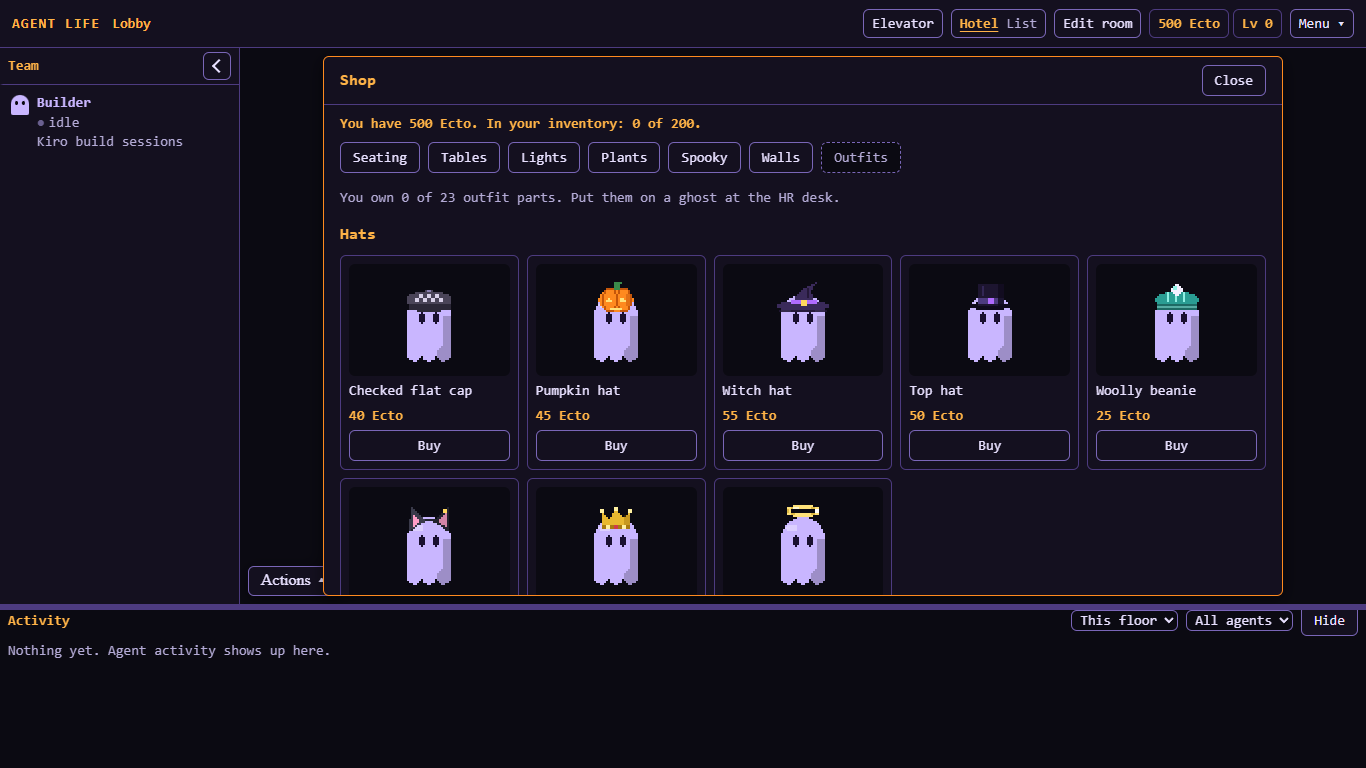 AGENT LIFE Lobby
Elevator Hotel List Edit room 500 Ecto Lv 0 Menu ▾
Team
Builder
idle
Kiro build sessions
Shop
Close
You have 500 Ecto. In your inventory: 0 of 200.
Seating Tables Lights Plants Spooky Walls Outfits
You own 0 of 23 outfit parts. Put them on a ghost at the HR desk.
Hats
Checked flat cap Pumpkin hat Witch hat Top hat Woolly beanie
40 Ecto 45 Ecto 55 Ecto 50 Ecto 25 Ecto
Buy Buy Buy Buy Buy
Actions
Activity
This floor All agents Hide
Nothing yet. Agent activity shows up here.